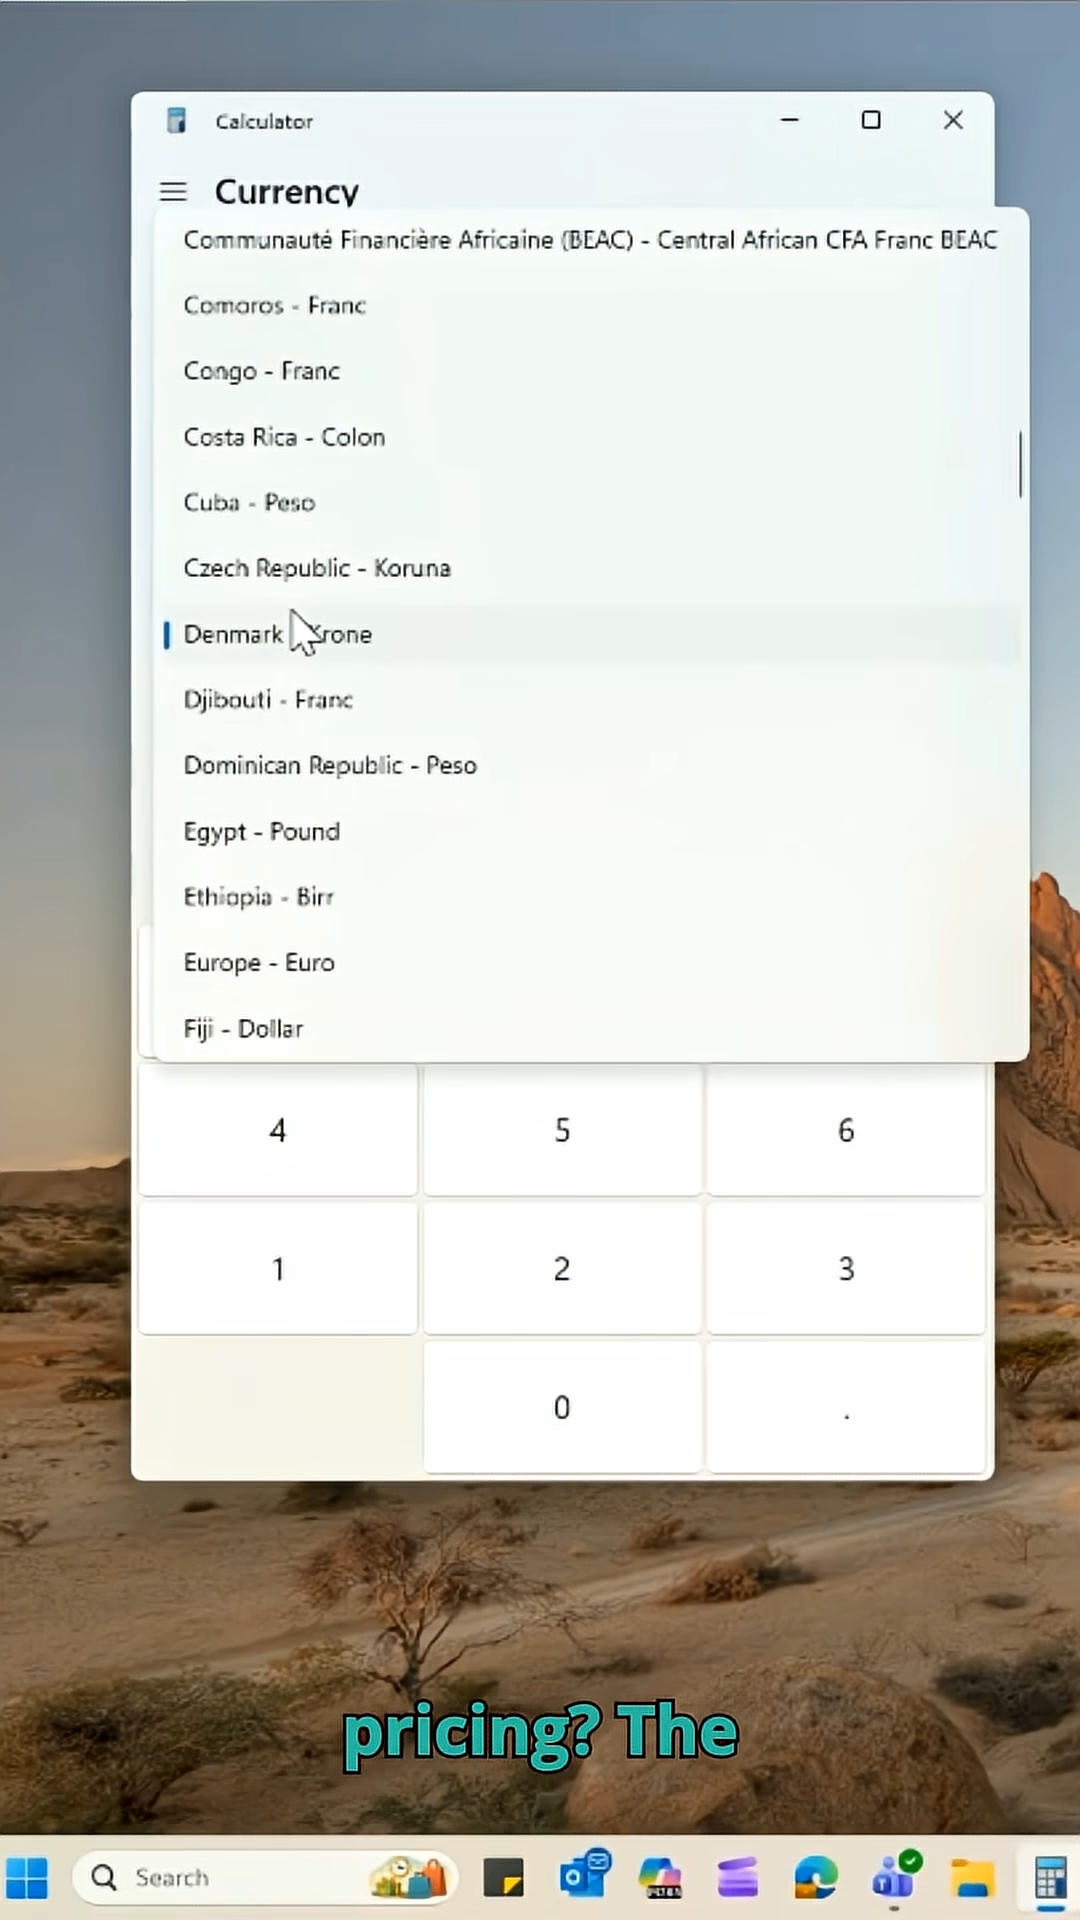 Calculator
Currency
Communauté Financière Africaine (BEAC) - Central African CFA Franc BEAC
Comoros - Franc
Congo - Franc
Costa Rica - Colon
Cuba - Peso
Czech Republic - Koruna
Denmark Krone
Djibouti - Franc
Dominican Republic - Peso
Egypt - Pound
Ethiopia - Birr
Europe - Euro
Fiji - Dollar
4 5 6
1 2 3
0 .
pricing? The
Search